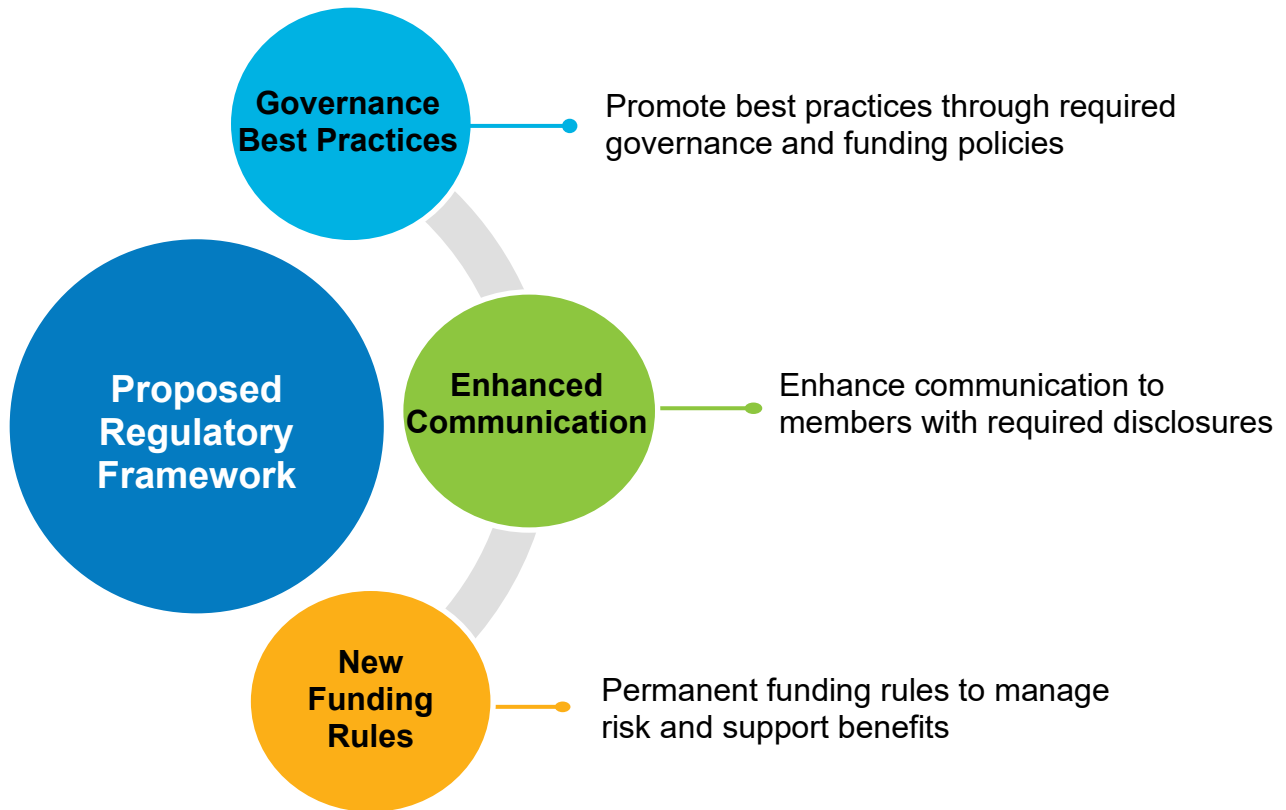 Governance
Best Practices
Promote best practices through required
governance and funding policies
Proposed
Regulatory
Framework
Enhanced
Communication
Enhance communication to
members with required disclosures
New
Funding
Rules
Permanent funding rules to manage
risk and support benefits